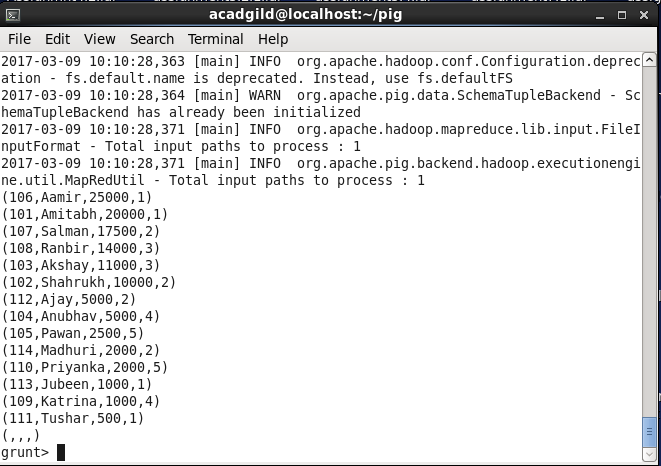 acadgild@localhost:~/pig
File Edit View Search Terminal Help
2017-03-09 10:10:28,363 [main] INFO  org.apache.hadoop.conf.Configuration.deprec
ation - fs.default.name is deprecated. Instead, use fs.defaultFS
2017-03-09 10:10:28,364 [main] WARN  org.apache.pig.data.SchemaTupleBackend - Sc
hemaTupleBackend has already been initialized
2017-03-09 10:10:28,371 [main] INFO  org.apache.hadoop.mapreduce.lib.input.FileI
nputFormat - Total input paths to process : 1
2017-03-09 10:10:28,371 [main] INFO  org.apache.pig.backend.hadoop.executionengi
ne.util.MapRedUtil - Total input paths to process : 1
(106,Aamir,25000,1)
(101,Amitabh,20000,1)
(107,Salman,17500,2)
(108,Ranbir,14000,3)
(103,Akshay,11000,3)
(102,Shahrukh,10000,2)
(112,Ajay,5000,2)
(104,Anubhav,5000,4)
(105,Pawan,2500,5)
(114,Madhuri,2000,2)
(110,Priyanka,2000,5)
(113,Jubeen,1000,1)
(109,Katrina,1000,4)
(111,Tushar,500,1)
(,,,)
grunt>